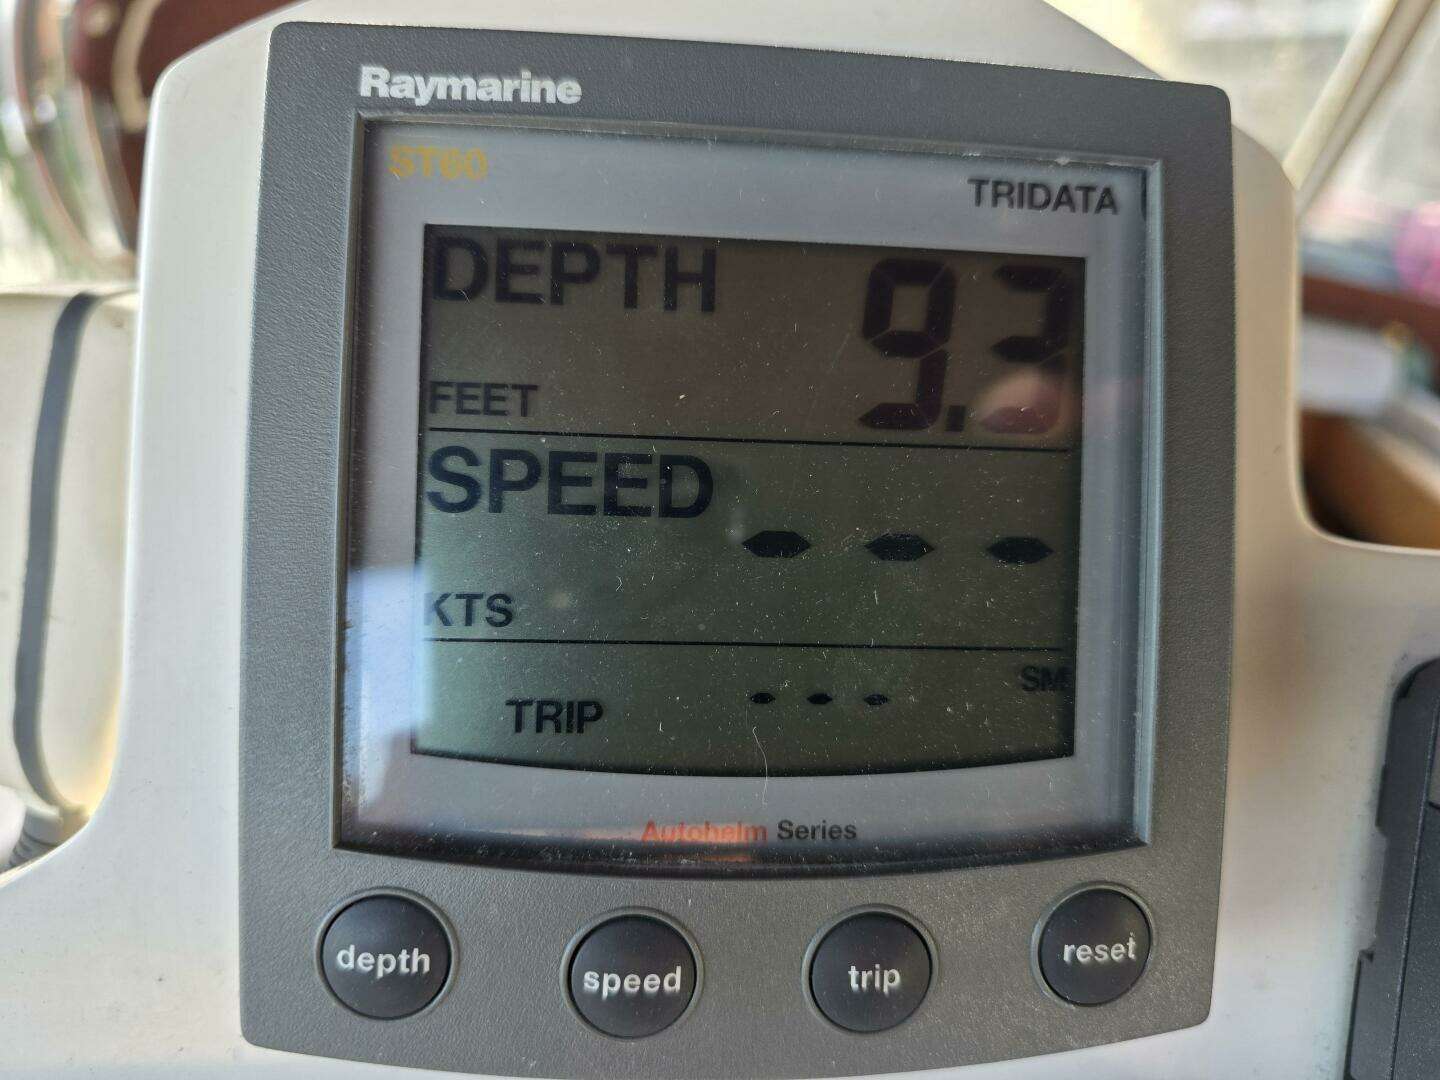 Raymarine
ST60
TRIDATA
DEPTH 9.3
FEET
SPEED - - -
KTS
SM
TRIP - - -
Autohelm Series
depth speed trip reset